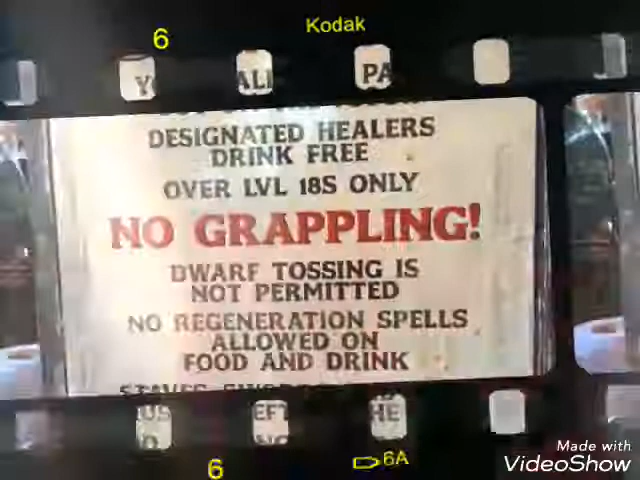 Kodak
6
DESIGNATED HEALERS
DRINK FREE
OVER LVL 18S ONLY
NO GRAPPLING!
DWARF TOSSING IS
NOT PERMITTED
NO REGENERATION SPELLS
ALLOWED ON
FOOD AND DRINK
6
6A
Made with
VideoShow